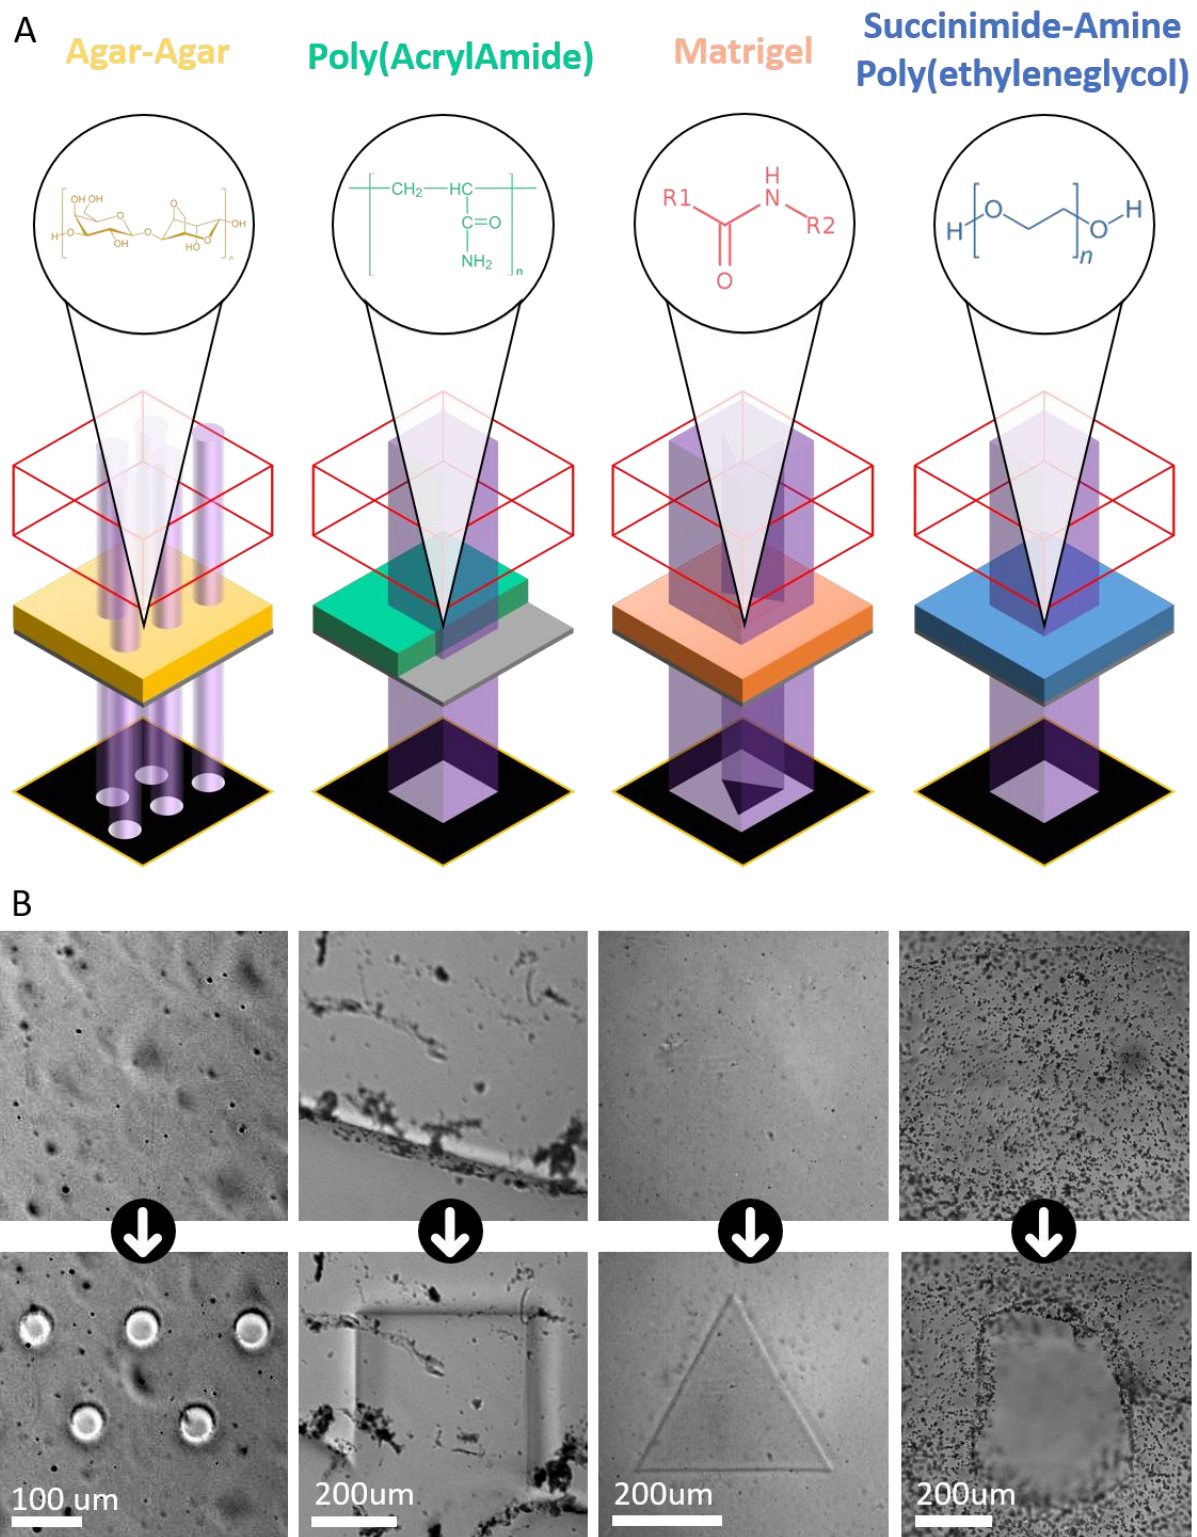 A
Agar-Agar
Poly(AcrylAmide)
Matrigel
Succinimide-Amine
Poly(ethyleneglycol)
OH OH
O
OH
H
O
O
O
O
HO
OH
n
CH₂
HC
C=O
NH₂
n
R1
H
N
R2
O
H
O
n
O
H
B
100 um
200um
200um
200um